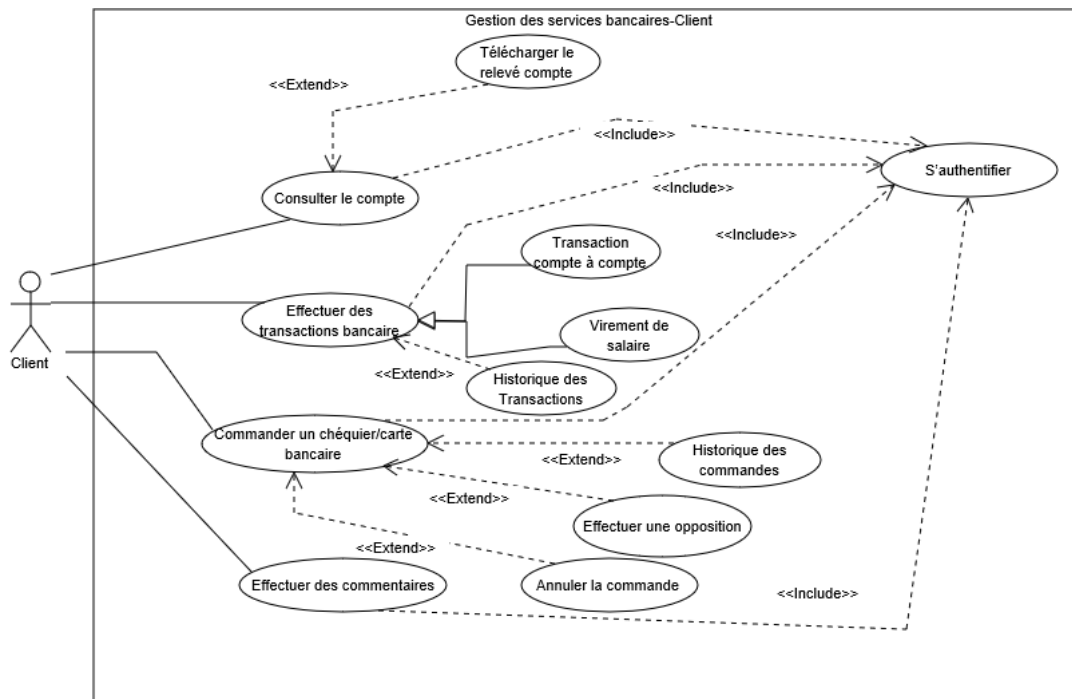 Gestion des services bancaires-Client
Télécharger le
relevé compte
<<Extend>>
<<Include>>
S'authentifier
Consulter le compte
<<Include>>
<<Include>>
Transaction
compte à compte
Effectuer des
transactions bancaire
Virement de
salaire
Client
<<Extend>>
Historique des
Transactions
Commander un chéquier/carte
bancaire
Historique des
commandes
<<Extend>>
<<Extend>>
Effectuer une opposition
<<Extend>>
Effectuer des commentaires
Annuler la commande
<<Include>>